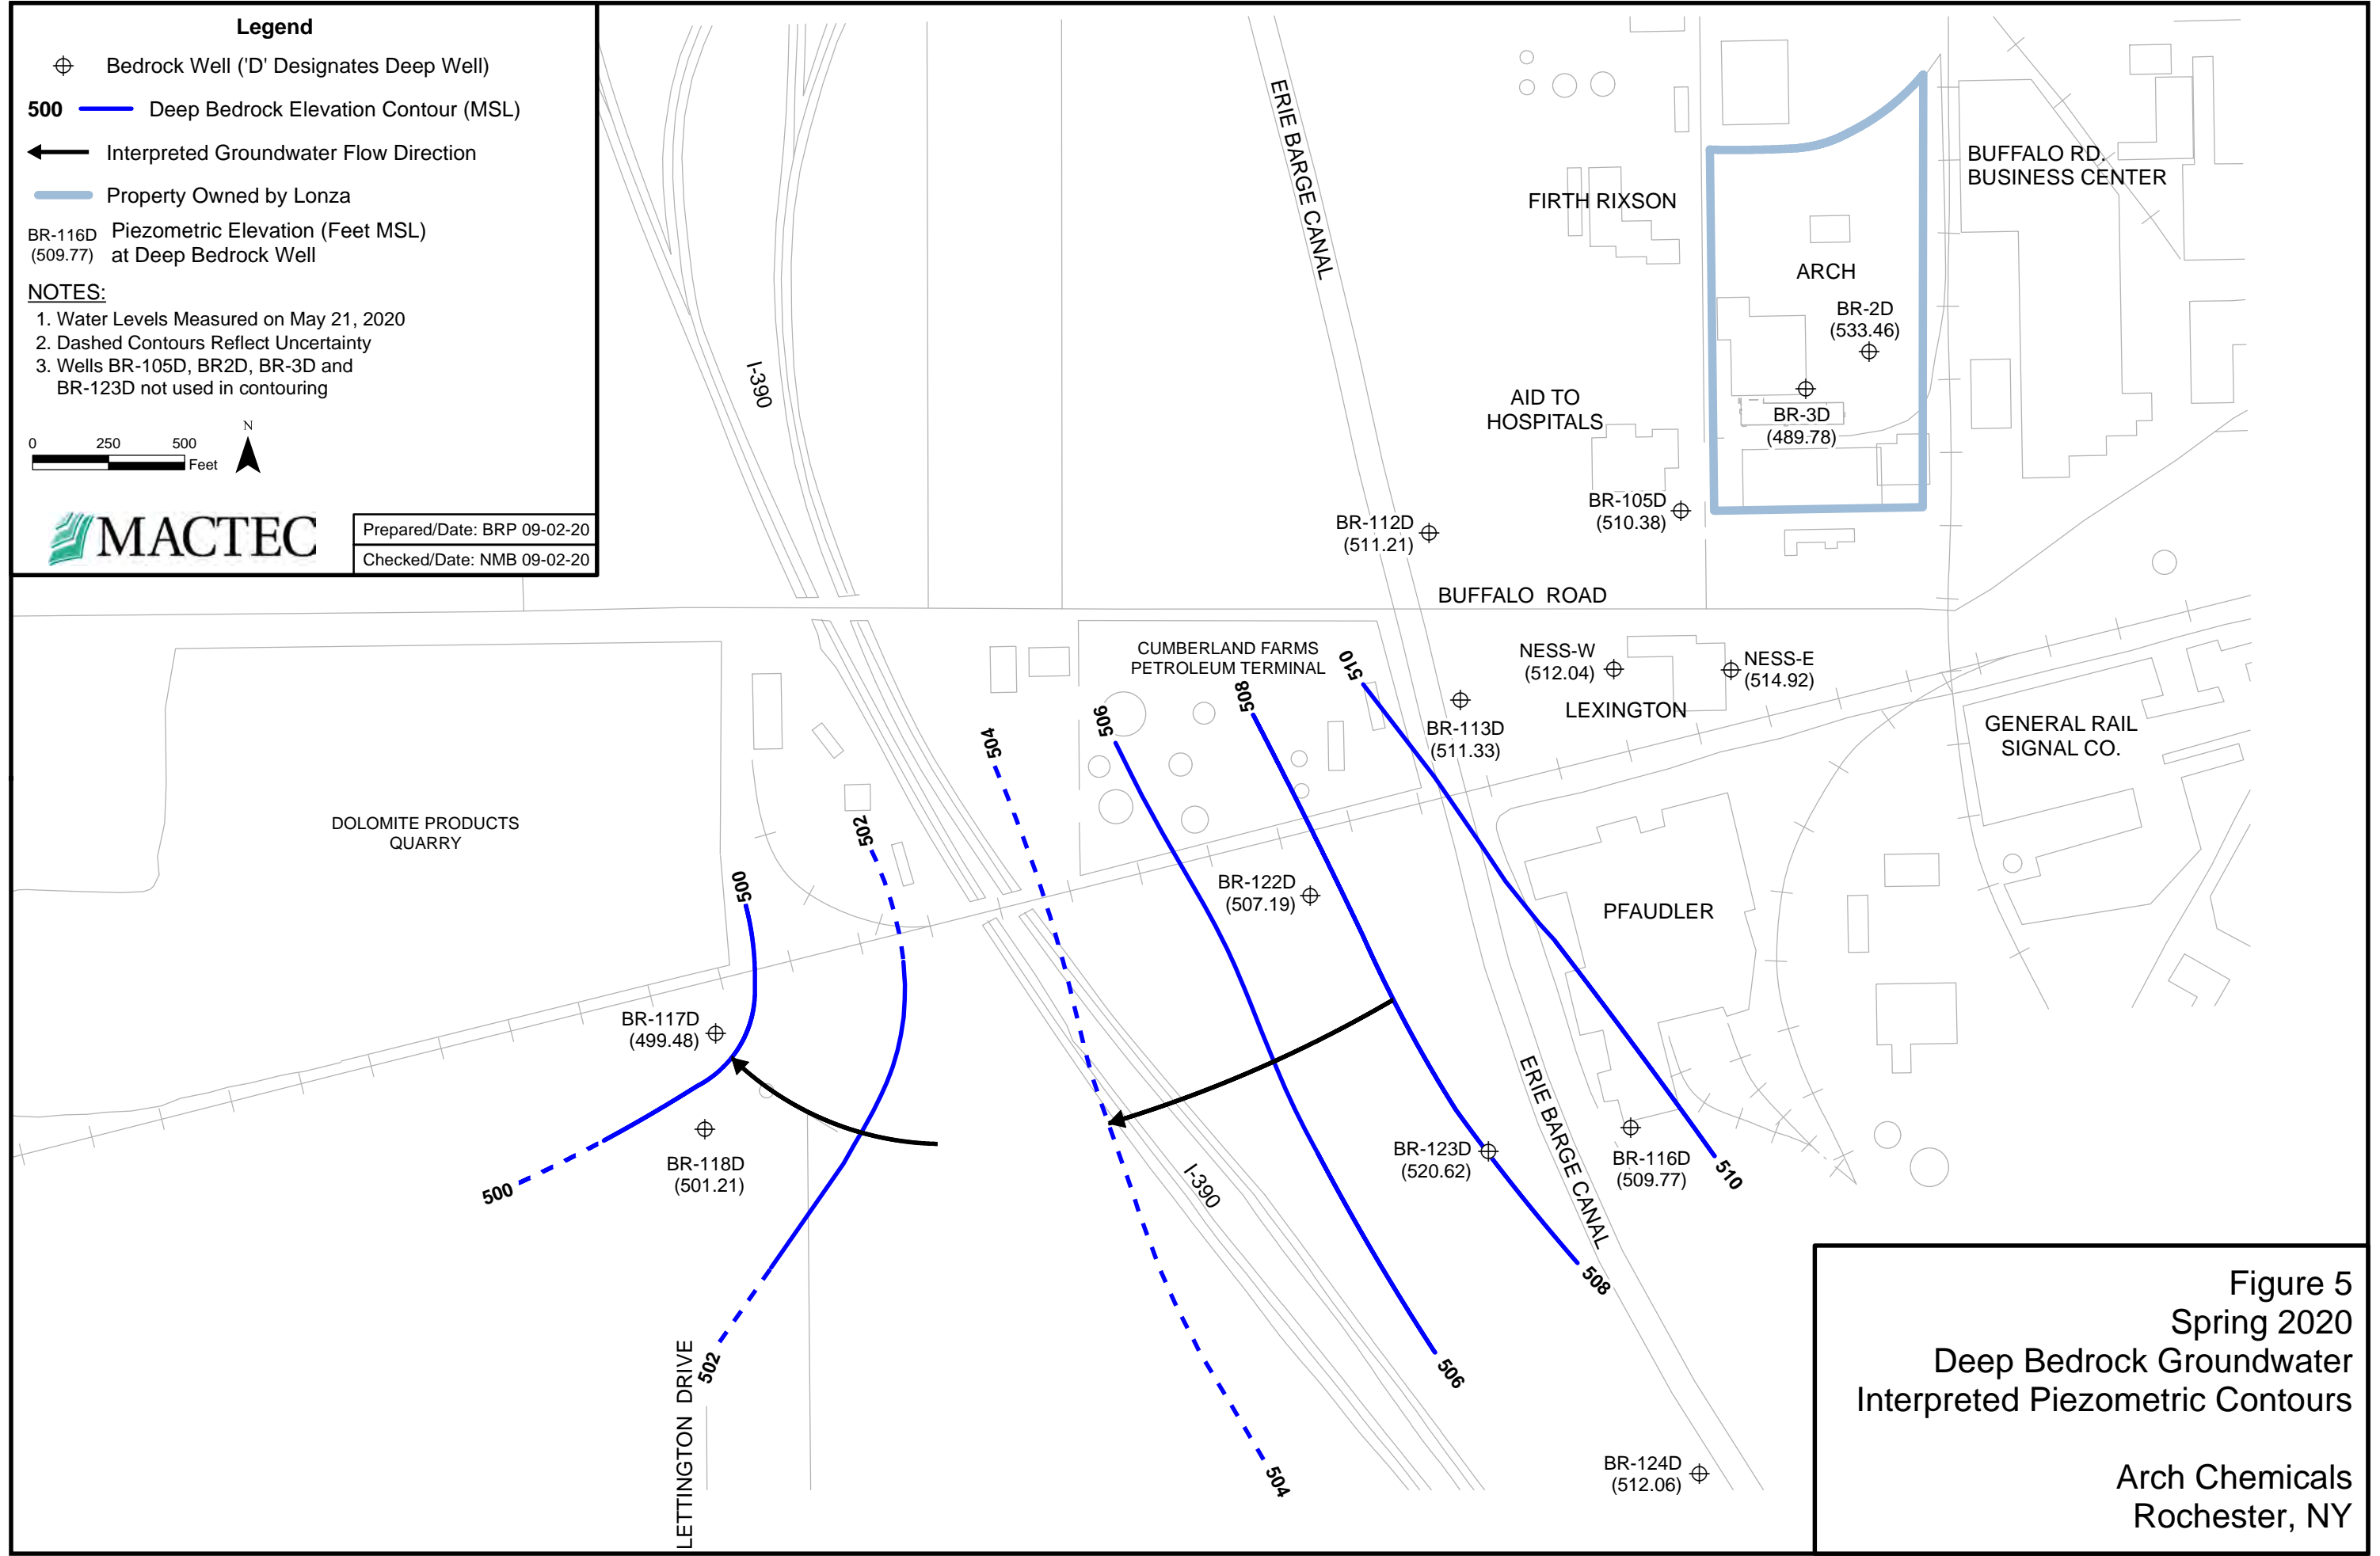 Legend
Bedrock Well ('D' Designates Deep Well)
500 Deep Bedrock Elevation Contour (MSL)
Interpreted Groundwater Flow Direction
Property Owned by Lonza
BR-116D
(509.77)
Piezometric Elevation (Feet MSL)
at Deep Bedrock Well
NOTES:
1. Water Levels Measured on May 21, 2020
2. Dashed Contours Reflect Uncertainty
3. Wells BR-105D, BR2D, BR-3D and
BR-123D not used in contouring
0 250 500
Feet
N
MACTEC
Prepared/Date: BRP 09-02-20
Checked/Date: NMB 09-02-20
I-390
ERIE BARGE CANAL
FIRTH RIXSON
BUFFALO RD.
BUSINESS CENTER
ARCH
BR-2D
(533.46)
BR-3D
(489.78)
AID TO
HOSPITALS
BR-105D
(510.38)
BR-112D
(511.21)
BUFFALO ROAD
CUMBERLAND FARMS
PETROLEUM TERMINAL
NESS-W
(512.04)
NESS-E
(514.92)
LEXINGTON
BR-113D
(511.33)
GENERAL RAIL
SIGNAL CO.
510
508
506
504
502
500
DOLOMITE PRODUCTS
QUARRY
BR-122D
(507.19)
PFAUDLER
BR-117D
(499.48)
BR-118D
(501.21)
BR-123D
(520.62)
BR-116D
(509.77)
ERIE BARGE CANAL
I-390
500
502
504
506
508
510
LETTINGTON DRIVE
BR-124D
(512.06)
Figure 5
Spring 2020
Deep Bedrock Groundwater
Interpreted Piezometric Contours
Arch Chemicals
Rochester, NY